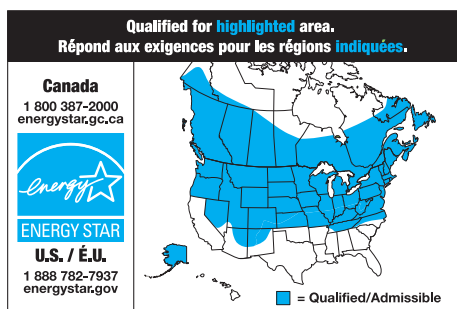 Qualified for highlighted area.
Répond aux exigences pour les régions indiquées.
Canada
1 800 387-2000
energystar.gc.ca
energy
ENERGY STAR
U.S. / É.U.
1 888 782-7937
energystar.gov
= Qualified/Admissible